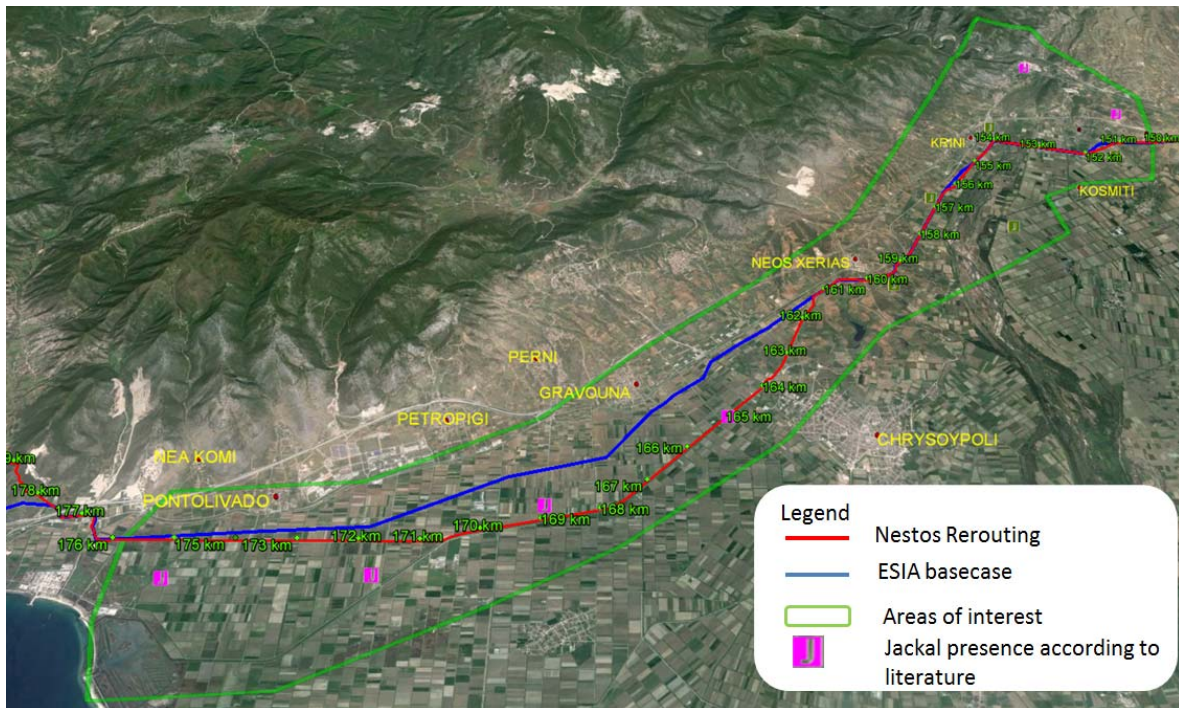 J
J
KRINI
J
154 km
153 km
151 km
150 km
152 km
155 km
156 km
KOSMITI
J
157 km
158 km
J
NEOS XERIAS
159 km
160 km
161 km
162 km
163 km
PERNI
GRAVOUNA
164 km
J
165 km
PETROPIGI
CHRYSOYPOLI
166 km
NEA KOMI
9 km
178 km
PONTOLIVADO
167 km
177 km
J
168 km
169 km
170 km
176 km
175 km
173 km
172 km
171 km
J
J
Legend
Nestos Rerouting
ESIA basecase
Areas of interest
J
Jackal presence according to
literature